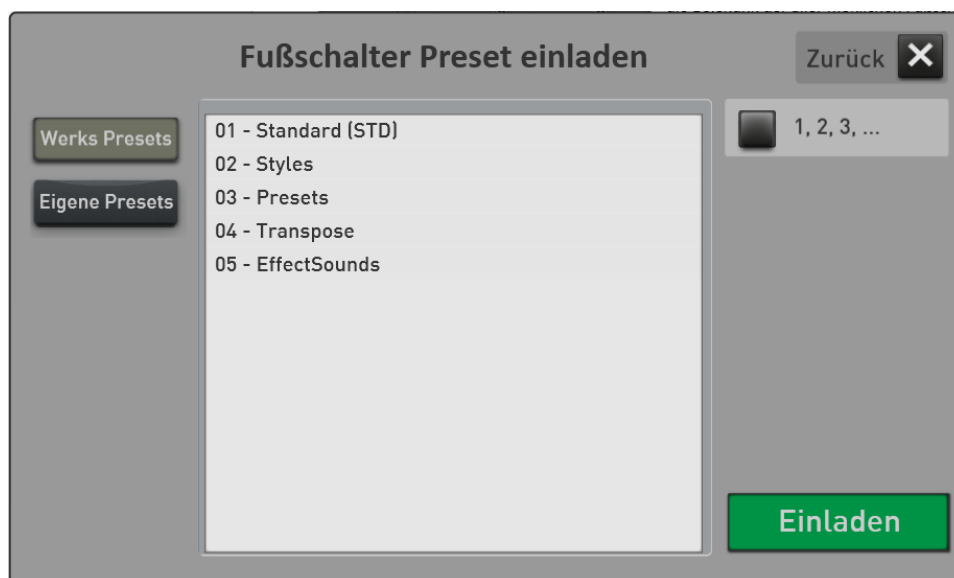 Fußschalter Preset einladen
Zurück
Werks Presets
Eigene Presets
01 - Standard (STD)
02 - Styles
03 - Presets
04 - Transpose
05 - EffectSounds
1, 2, 3, ...
Einladen